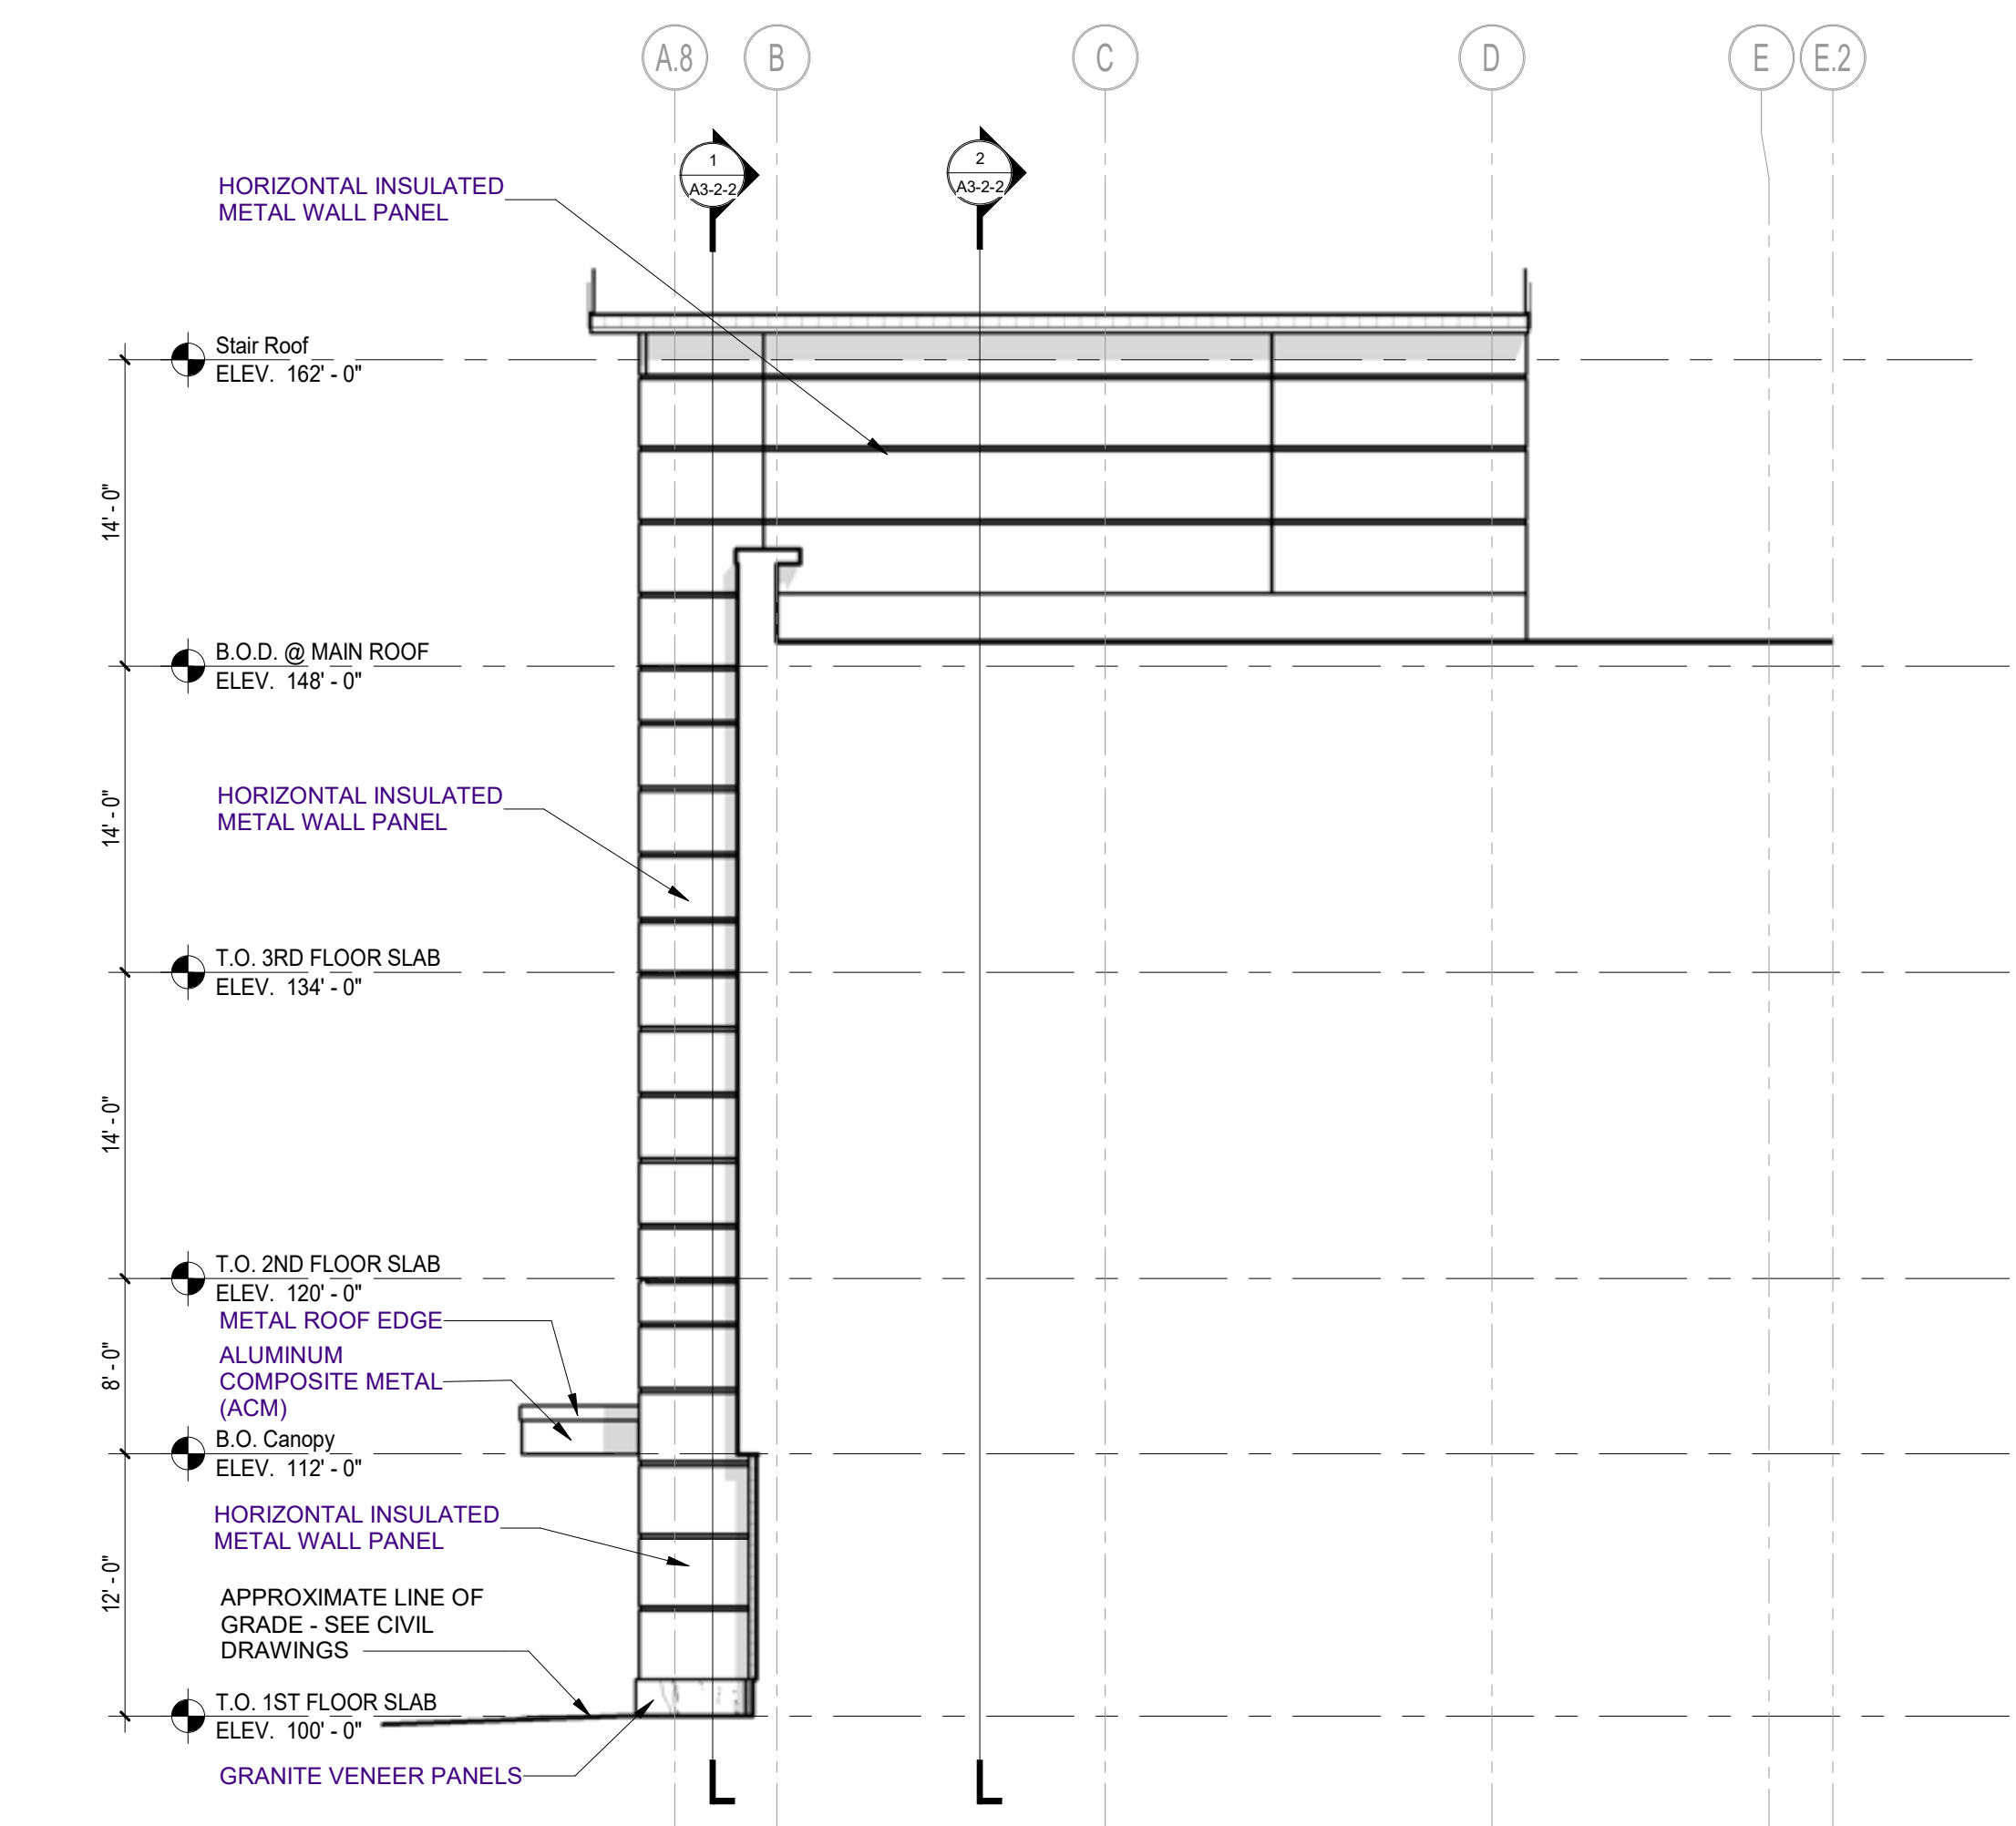 A.8
B
C
D
E
E.2
1
A3-2-2
2
A3-2-2
HORIZONTAL INSULATED
METAL WALL PANEL
Stair Roof
ELEV. 162' - 0"
14' - 0"
B.O.D. @ MAIN ROOF
ELEV. 148' - 0"
HORIZONTAL INSULATED
METAL WALL PANEL
14' - 0"
T.O. 3RD FLOOR SLAB
ELEV. 134' - 0"
14' - 0"
T.O. 2ND FLOOR SLAB
ELEV. 120' - 0"
METAL ROOF EDGE
ALUMINUM
COMPOSITE METAL
(ACM)
8' - 0"
B.O. Canopy
ELEV. 112' - 0"
HORIZONTAL INSULATED
METAL WALL PANEL
12' - 0"
APPROXIMATE LINE OF
GRADE - SEE CIVIL
DRAWINGS
T.O. 1ST FLOOR SLAB
ELEV. 100' - 0"
GRANITE VENEER PANELS